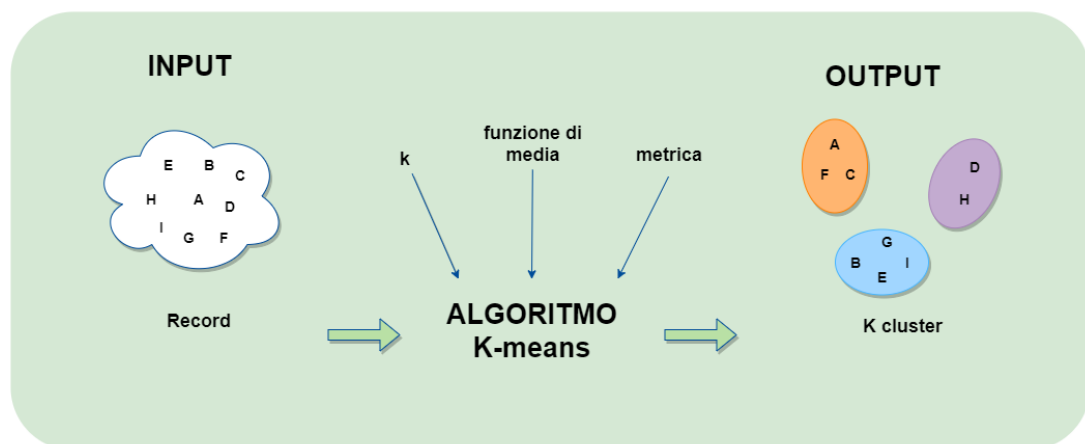 INPUT
E B C
H A D
I G F
Record
k
funzione di
media
metrica
ALGORITMO
K-means
OUTPUT
A
F C
D
H
G
B I
E
K cluster